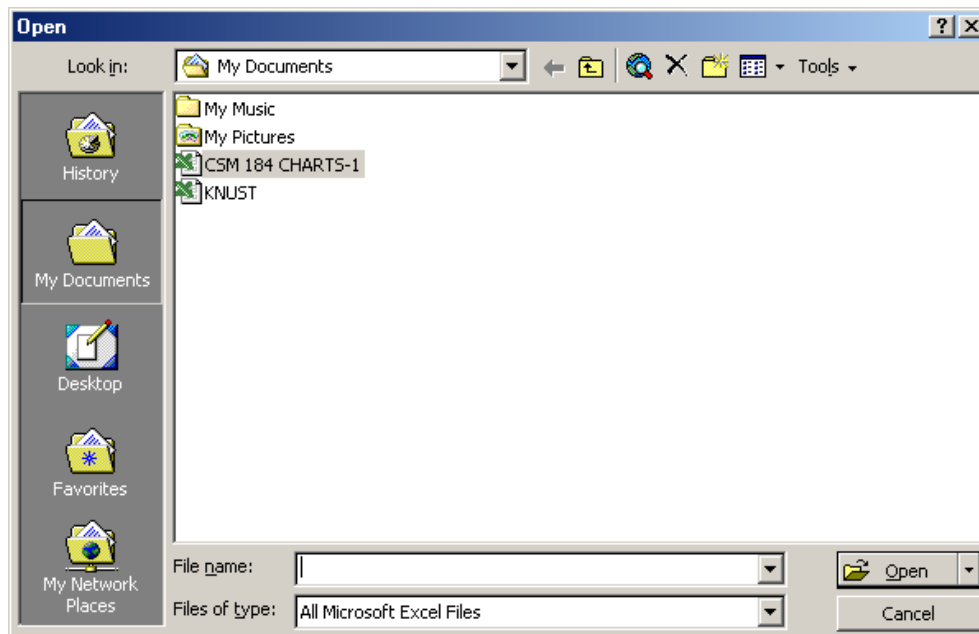 Open
Look in:
My Documents
Tools
History
My Documents
Desktop
Favorites
My Network
Places
My Music
My Pictures
CSM 184 CHARTS-1
KNUST
File name:
Open
Files of type:
All Microsoft Excel Files
Cancel